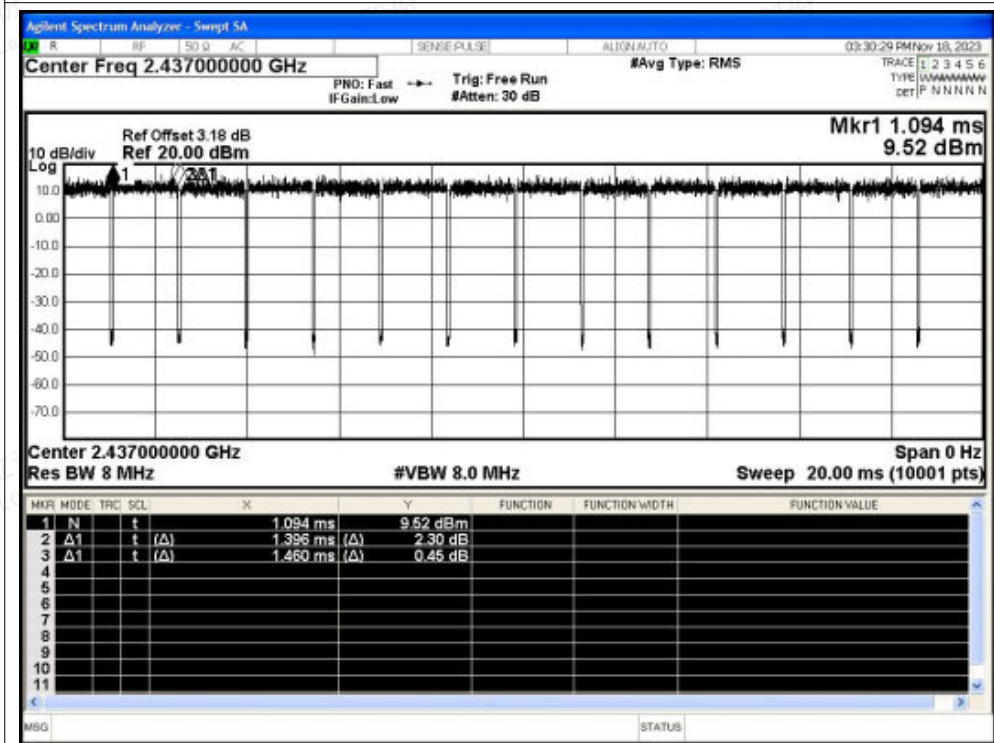 Agilent Spectrum Analyzer - Swept SA
R RF 50 Ω AC SENSE:PULSE ALIGN AUTO 03:30:29 PM Nov 18, 2023
Center Freq 2.437000000 GHz #Avg Type: RMS TRACE 1 2 3 4 5 6
PNO: Fast Trig: Free Run TYPE
IFGain:Low #Atten: 30 dB DET P N N N N N
Mkr1 1.094 ms
Ref Offset 3.18 dB
10 dB/div Ref 20.00 dBm 9.52 dBm
Log
1 2Δ1
10.0
0.00
-10.0
-20.0
-30.0
-40.0
-50.0
-60.0
-70.0
Center 2.437000000 GHz Span 0 Hz
Res BW 8 MHz #VBW 8.0 MHz Sweep 20.00 ms (10001 pts)
MKR MODE TRC SCL X Y FUNCTION FUNCTION WIDTH FUNCTION VALUE
1 N t 1.094 ms 9.52 dBm
2 Δ1 t (Δ) 1.396 ms (Δ) 2.30 dB
3 Δ1 t (Δ) 1.460 ms (Δ) 0.45 dB
4
5
6
7
8
9
10
11
MSG STATUS